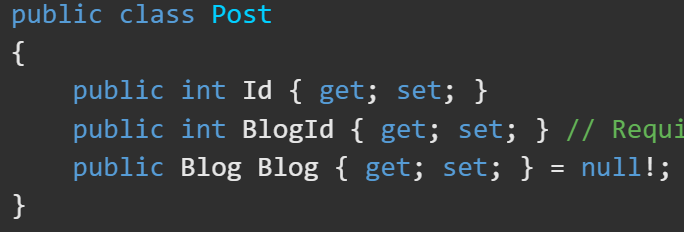 public class Post
{
    public int Id { get; set; }
    public int BlogId { get; set; } // Requi
    public Blog Blog { get; set; } = null!;
}